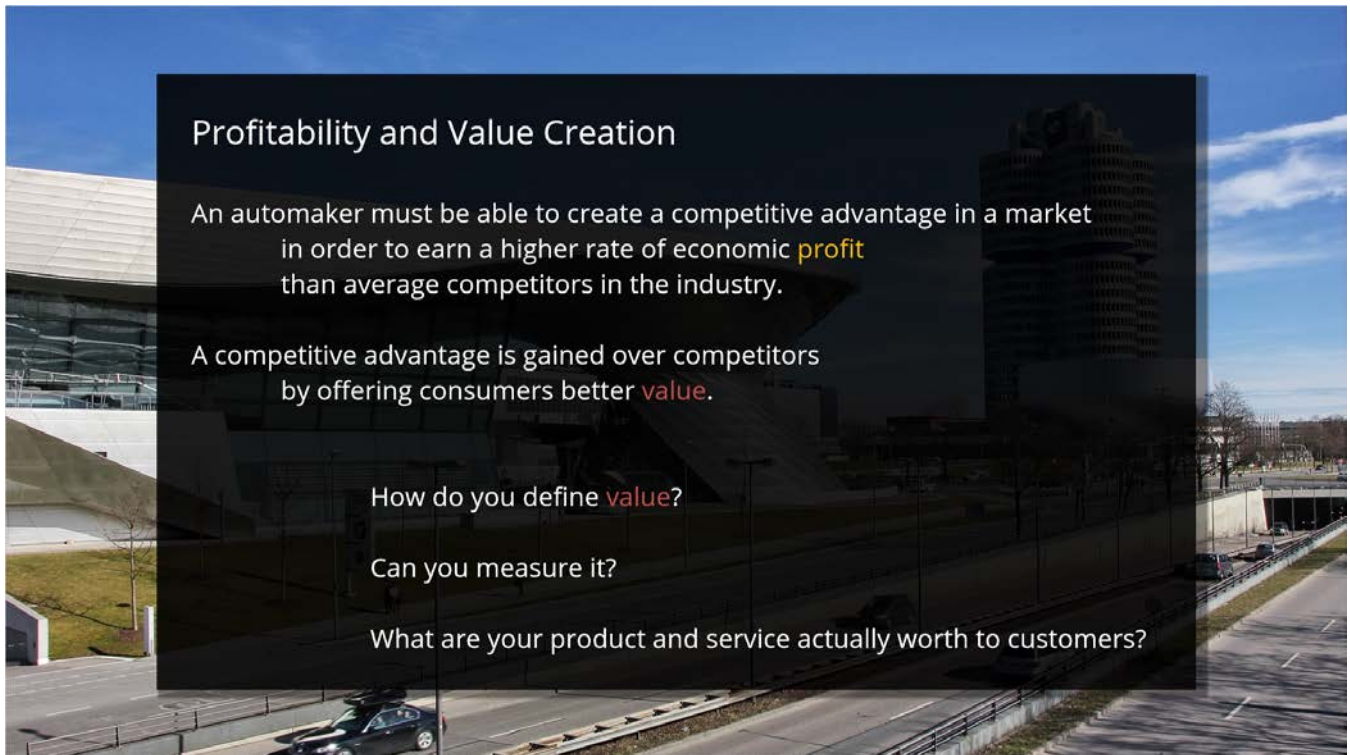 Profitability and Value Creation
An automaker must be able to create a competitive advantage in a market
in order to earn a higher rate of economic profit
than average competitors in the industry.
A competitive advantage is gained over competitors
by offering consumers better value.
How do you define value?
Can you measure it?
What are your product and service actually worth to customers?